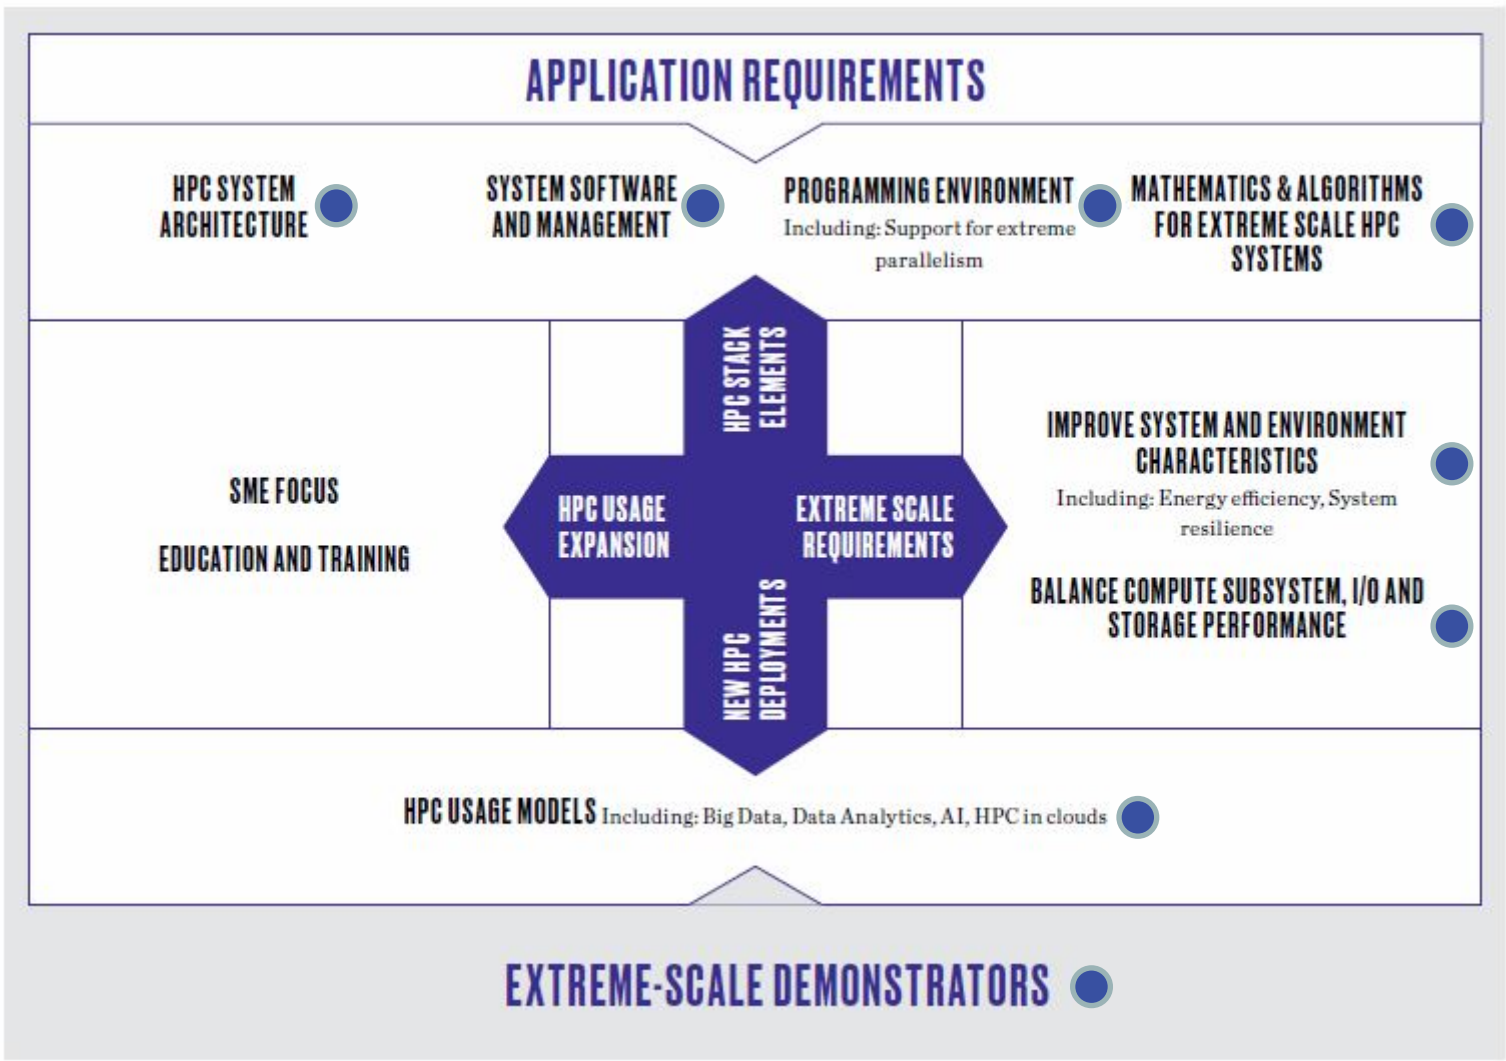 APPLICATION REQUIREMENTS
HPC SYSTEM
ARCHITECTURE
SYSTEM SOFTWARE
AND MANAGEMENT
PROGRAMMING ENVIRONMENT
Including: Support for extreme
parallelism
MATHEMATICS & ALGORITHMS
FOR EXTREME SCALE HPC
SYSTEMS
HPC STACK
ELEMENTS
SME FOCUS
EDUCATION AND TRAINING
HPC USAGE
EXPANSION
EXTREME SCALE
REQUIREMENTS
IMPROVE SYSTEM AND ENVIRONMENT
CHARACTERISTICS
Including: Energy efficiency, System
resilience
BALANCE COMPUTE SUBSYSTEM, I/O AND
STORAGE PERFORMANCE
NEW HPC
DEPLOYMENTS
HPC USAGE MODELS Including: Big Data, Data Analytics, AI, HPC in clouds
EXTREME-SCALE DEMONSTRATORS